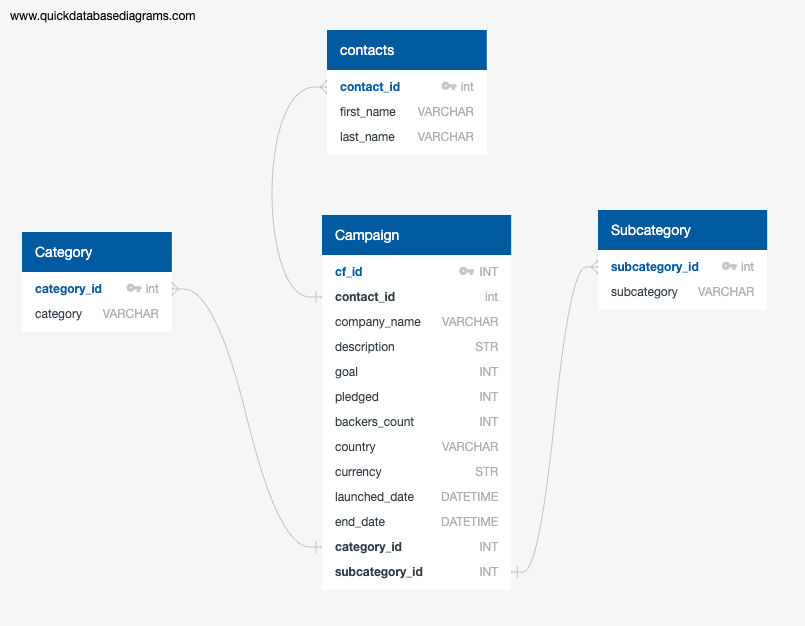 www.quickdatabasediagrams.com
contacts
contact_id int
first_name VARCHAR
last_name VARCHAR
Category
category_id int
category VARCHAR
Campaign
cf_id INT
contact_id int
company_name VARCHAR
description STR
goal INT
pledged INT
backers_count INT
country VARCHAR
currency STR
launched_date DATETIME
end_date DATETIME
category_id INT
subcategory_id INT
Subcategory
subcategory_id int
subcategory VARCHAR